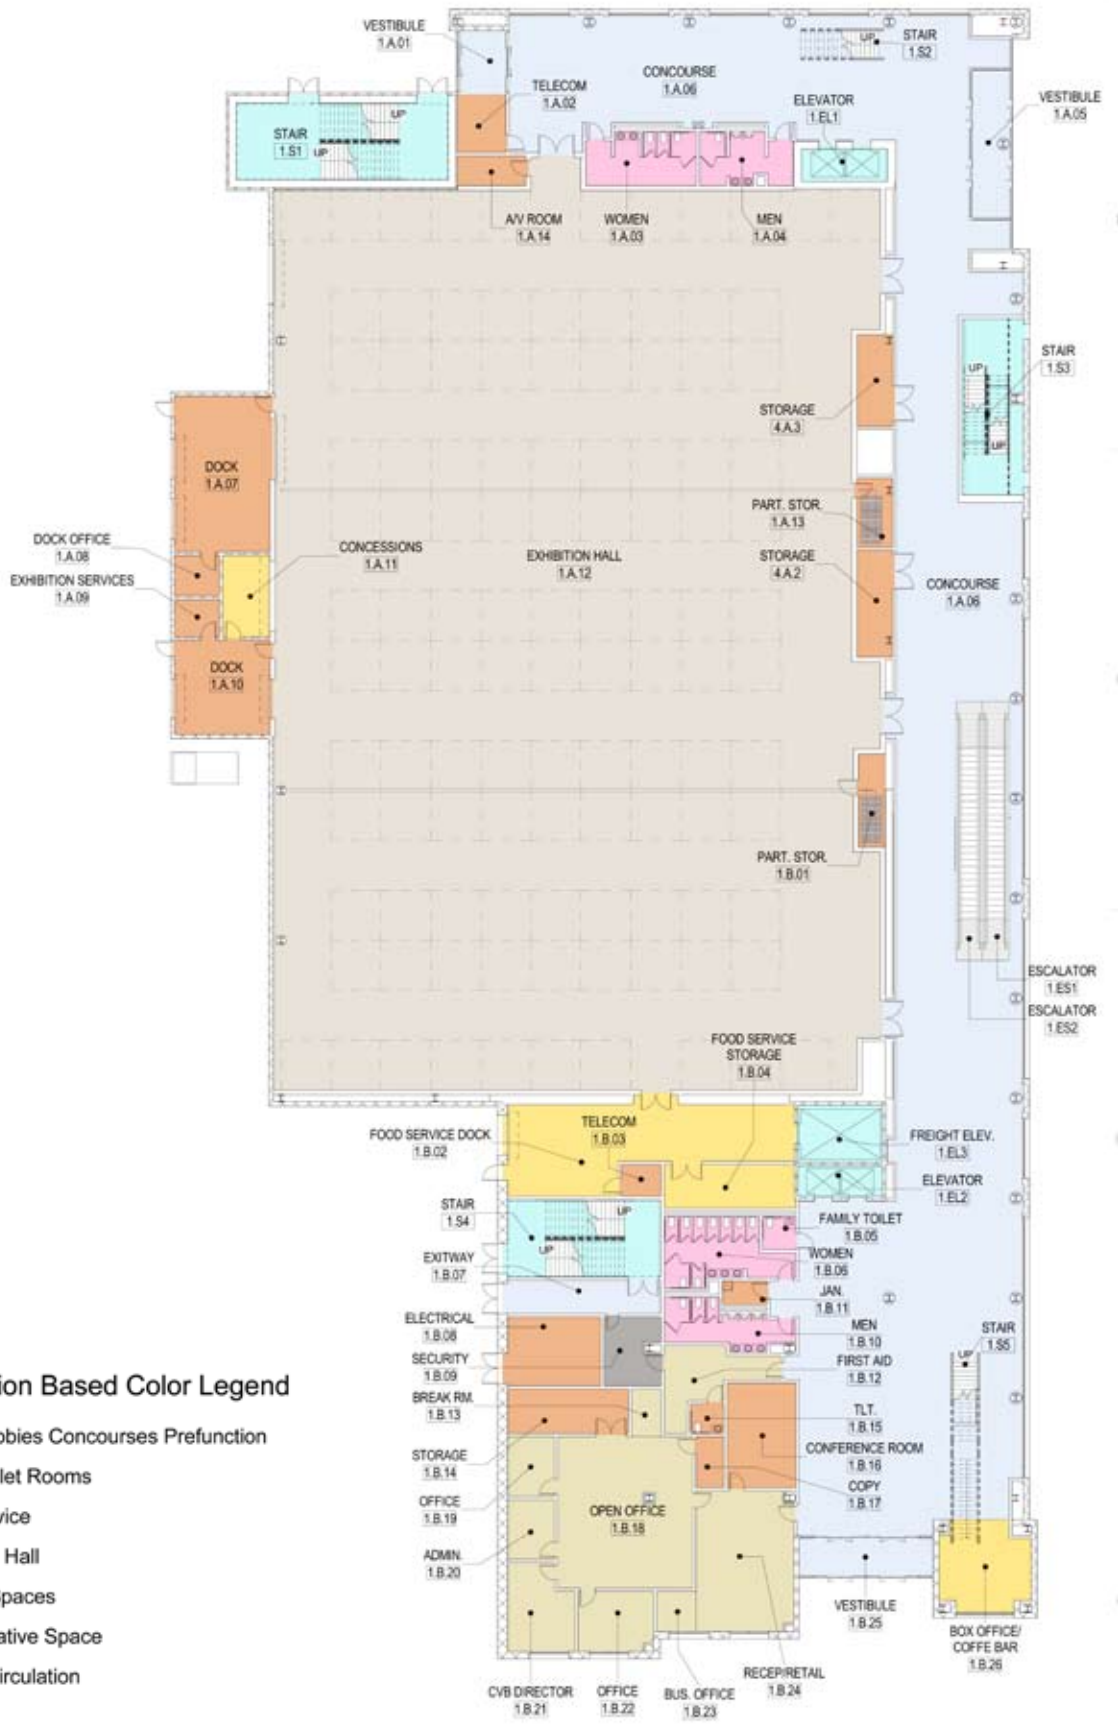 VESTIBULE
1.A.01
STAIR
1.S2
UP
CONCOURSE
1.A.06
TELECOM
1.A.02
ELEVATOR
1.EL1
VESTIBULE
1.A.05
UP
STAIR
1.S1
UP
A/V ROOM
1.A.14
WOMEN
1.A.03
MEN
1.A.04
STAIR
1.S3
UP
UP
STORAGE
4.A.3
DOCK
1.A.07
PART. STOR.
1.A.13
DOCK OFFICE
1.A.08
CONCESSIONS
1.A.11
EXHIBITION HALL
1.A.12
STORAGE
4.A.2
EXHIBITION SERVICES
1.A.09
CONCOURSE
1.A.06
DOCK
1.A.10
PART. STOR.
1.B.01
ESCALATOR
1.ES1
ESCALATOR
1.ES2
FOOD SERVICE
STORAGE
1.B.04
TELECOM
1.B.03
FOOD SERVICE DOCK
1.B.02
FREIGHT ELEV.
1.EL3
ELEVATOR
1.EL2
STAIR
1.S4
UP
UP
FAMILY TOILET
1.B.05
EXITWAY
1.B.07
WOMEN
1.B.06
JAN.
1.B.11
ELECTRICAL
1.B.08
MEN
1.B.10
STAIR
1.S5
UP
SECURITY
1.B.09
FIRST AID
1.B.12
BREAK RM.
1.B.13
TLT.
1.B.15
CONFERENCE ROOM
1.B.16
STORAGE
1.B.14
COPY
1.B.17
OFFICE
1.B.19
OPEN OFFICE
1.B.18
ADMIN.
1.B.20
VESTIBULE
1.B.25
BOX OFFICE/
COFFE BAR
1.B.26
RECEP/RETAIL
1.B.24
CVB DIRECTOR
1.B.21
OFFICE
1.B.22
BUS. OFFICE
1.B.23
ion Based Color Legend
obbies Concourses Prefunction
let Rooms
vice
Hall
paces
ative Space
irculation